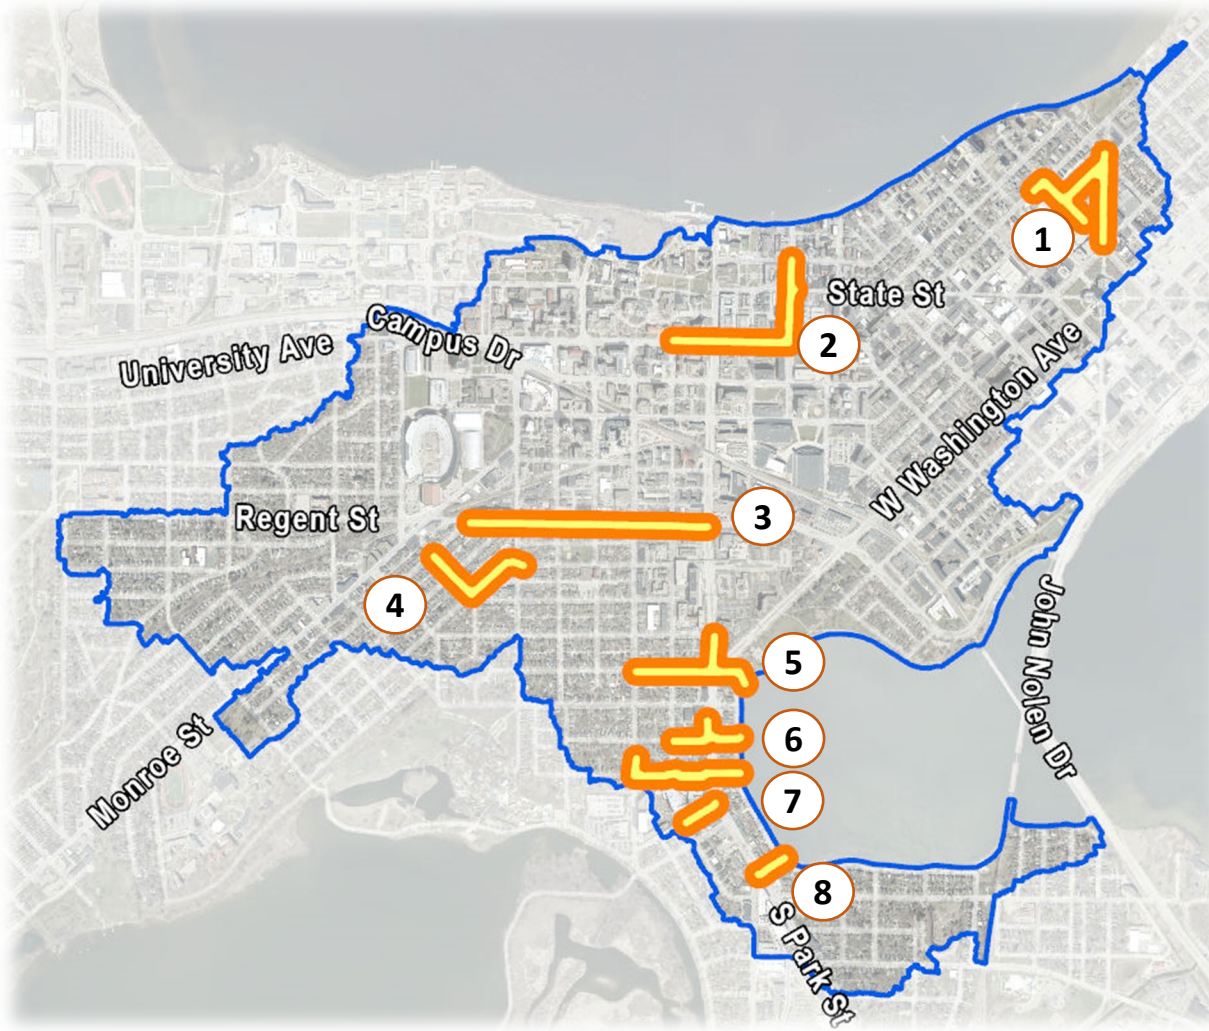 1
State St
2
Campus Dr
University Ave
W Washington Ave
Regent St
3
4
John Nolen Dr
5
6
Monroe St
7
8
S Park St